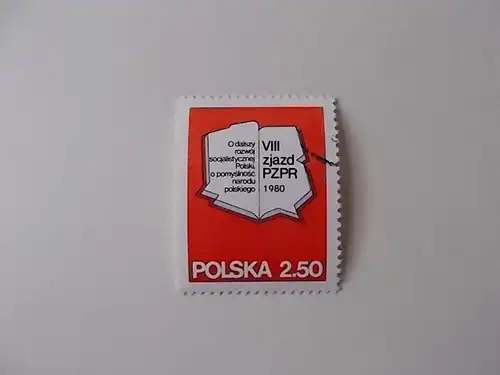 O dalszy
rozwój
socjalistycznej
Polski,
o pomyślność
narodu
polskiego
VIII
zjazd
PZPR
1980
POLSKA 2.50